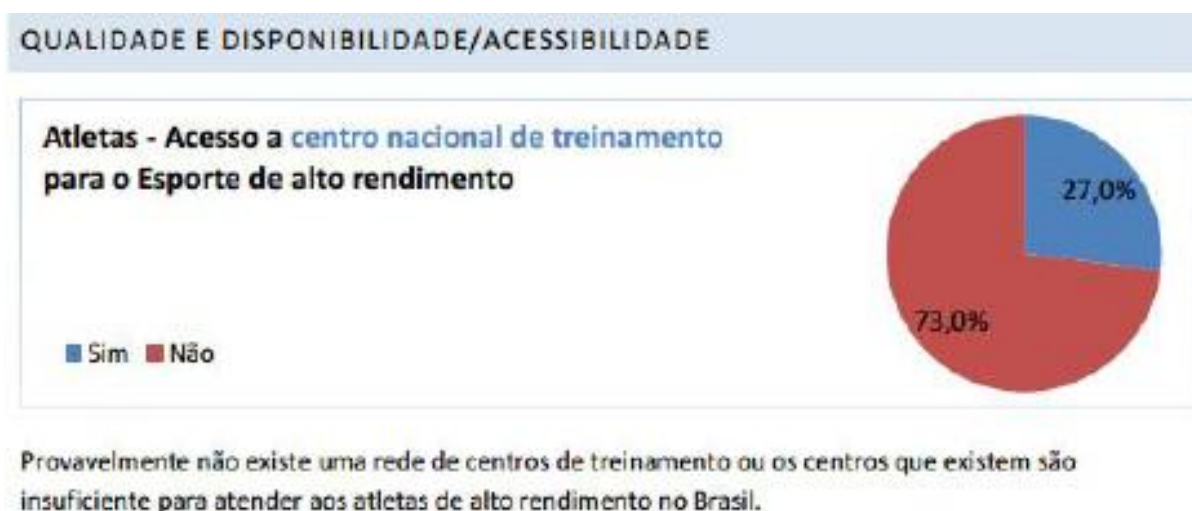 QUALIDADE E DISPONIBILIDADE/ACESSIBILIDADE
Atletas - Acesso a centro nacional de treinamento
para o Esporte de alto rendimento
27,0%
73,0%
Sim Não
Provavelmente não existe uma rede de centros de treinamento ou os centros que existem são
insuficiente para atender aos atletas de alto rendimento no Brasil.